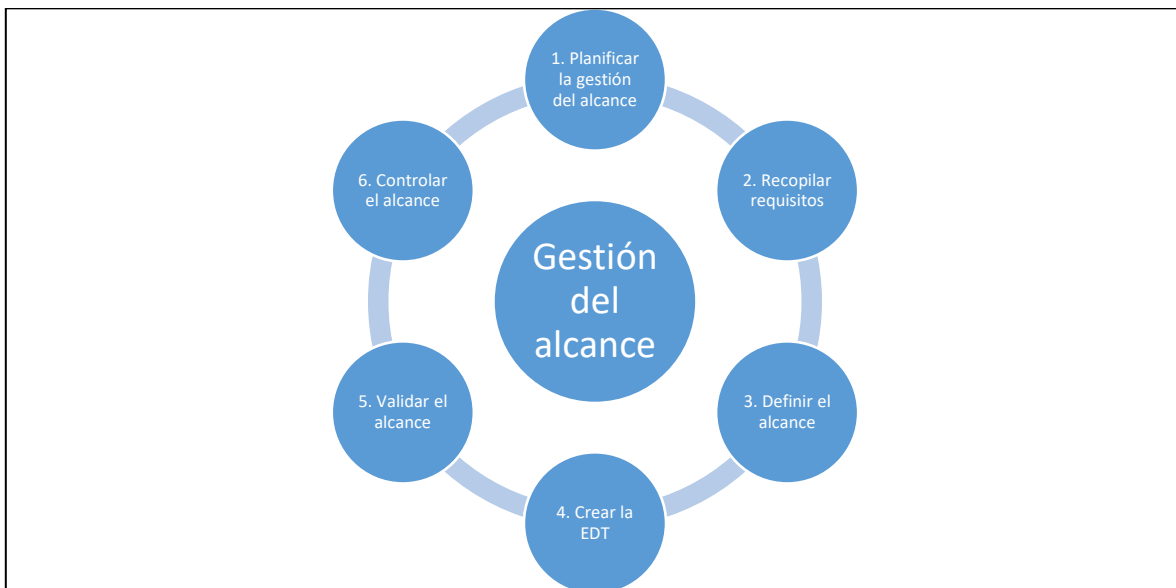 1. Planificar
la gestión
del alcance
2. Recopilar
requisitos
3. Definir el
alcance
4. Crear la
EDT
5. Validar el
alcance
6. Controlar
el alcance
Gestión
del
alcance